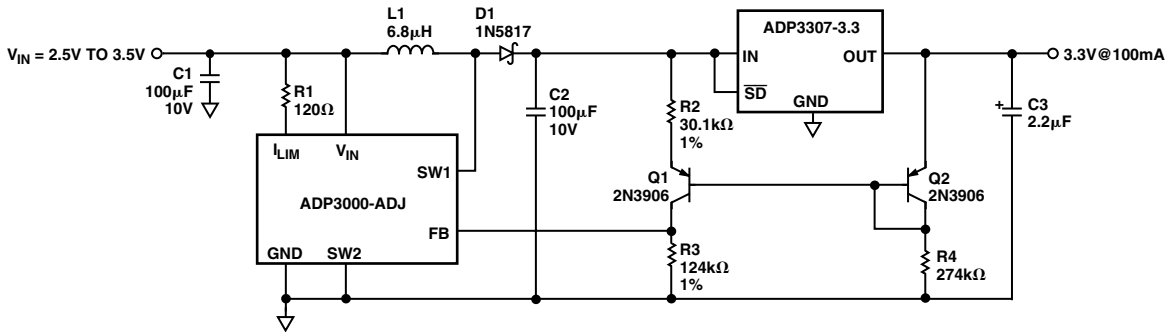 V_IN = 2.5V TO 3.5V
C1
100μF
10V
R1
120Ω
L1
6.8μH
D1
1N5817
C2
100μF
10V
I_LIM
V_IN
SW1
ADP3000-ADJ
FB
GND
SW2
R2
30.1kΩ
1%
Q1
2N3906
R3
124kΩ
1%
ADP3307-3.3
IN
OUT
S̅D̅
GND
Q2
2N3906
R4
274kΩ
3.3V@100mA
+
C3
2.2μF